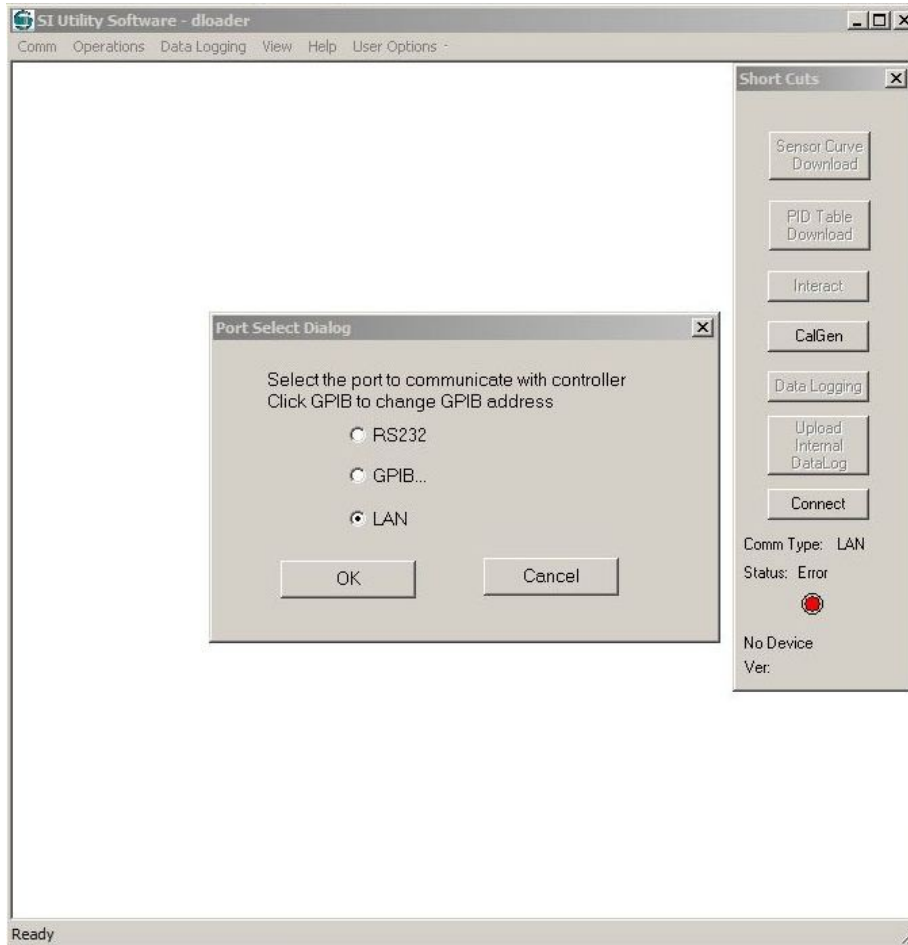 SI Utility Software - dloader
Comm Operations Data Logging View Help User Options -
Short Cuts
Sensor Curve
Download
PID Table
Download
Interact
CalGen
Data Logging
Upload
Internal
DataLog
Connect
Comm Type: LAN
Status: Error
No Device
Ver:
Port Select Dialog
Select the port to communicate with controller
Click GPIB to change GPIB address
RS232
GPIB...
LAN
OK Cancel
Ready